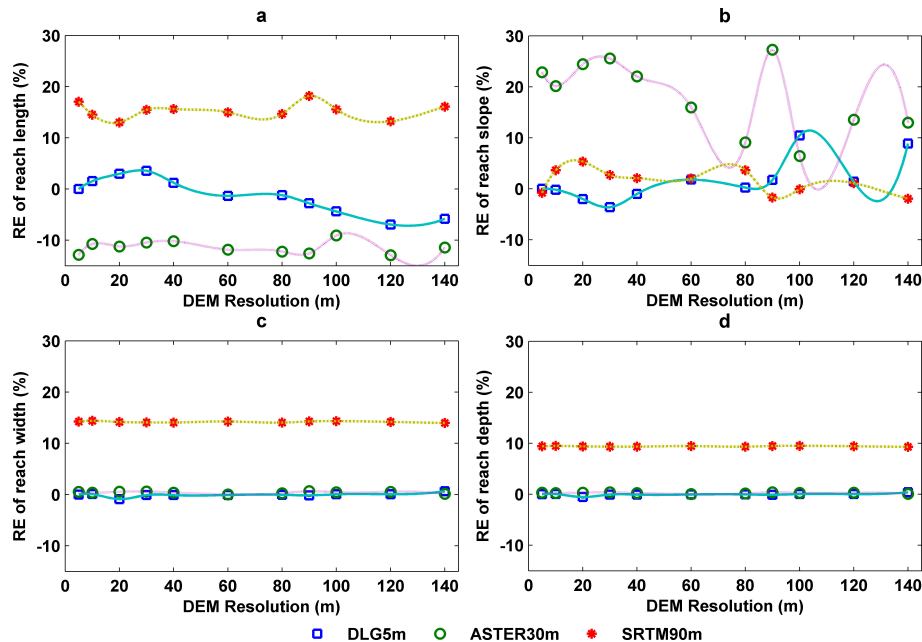 a
30
20
10
0
-10
RE of reach length (%)
0 20 40 60 80 100 120 140
DEM Resolution (m)
b
30
20
10
0
-10
RE of reach slope (%)
0 20 40 60 80 100 120 140
DEM Resolution (m)
c
30
20
10
0
-10
RE of reach width (%)
0 20 40 60 80 100 120 140
DEM Resolution (m)
d
30
20
10
0
-10
RE of reach depth (%)
0 20 40 60 80 100 120 140
DEM Resolution (m)
DLG5m ASTER30m SRTM90m